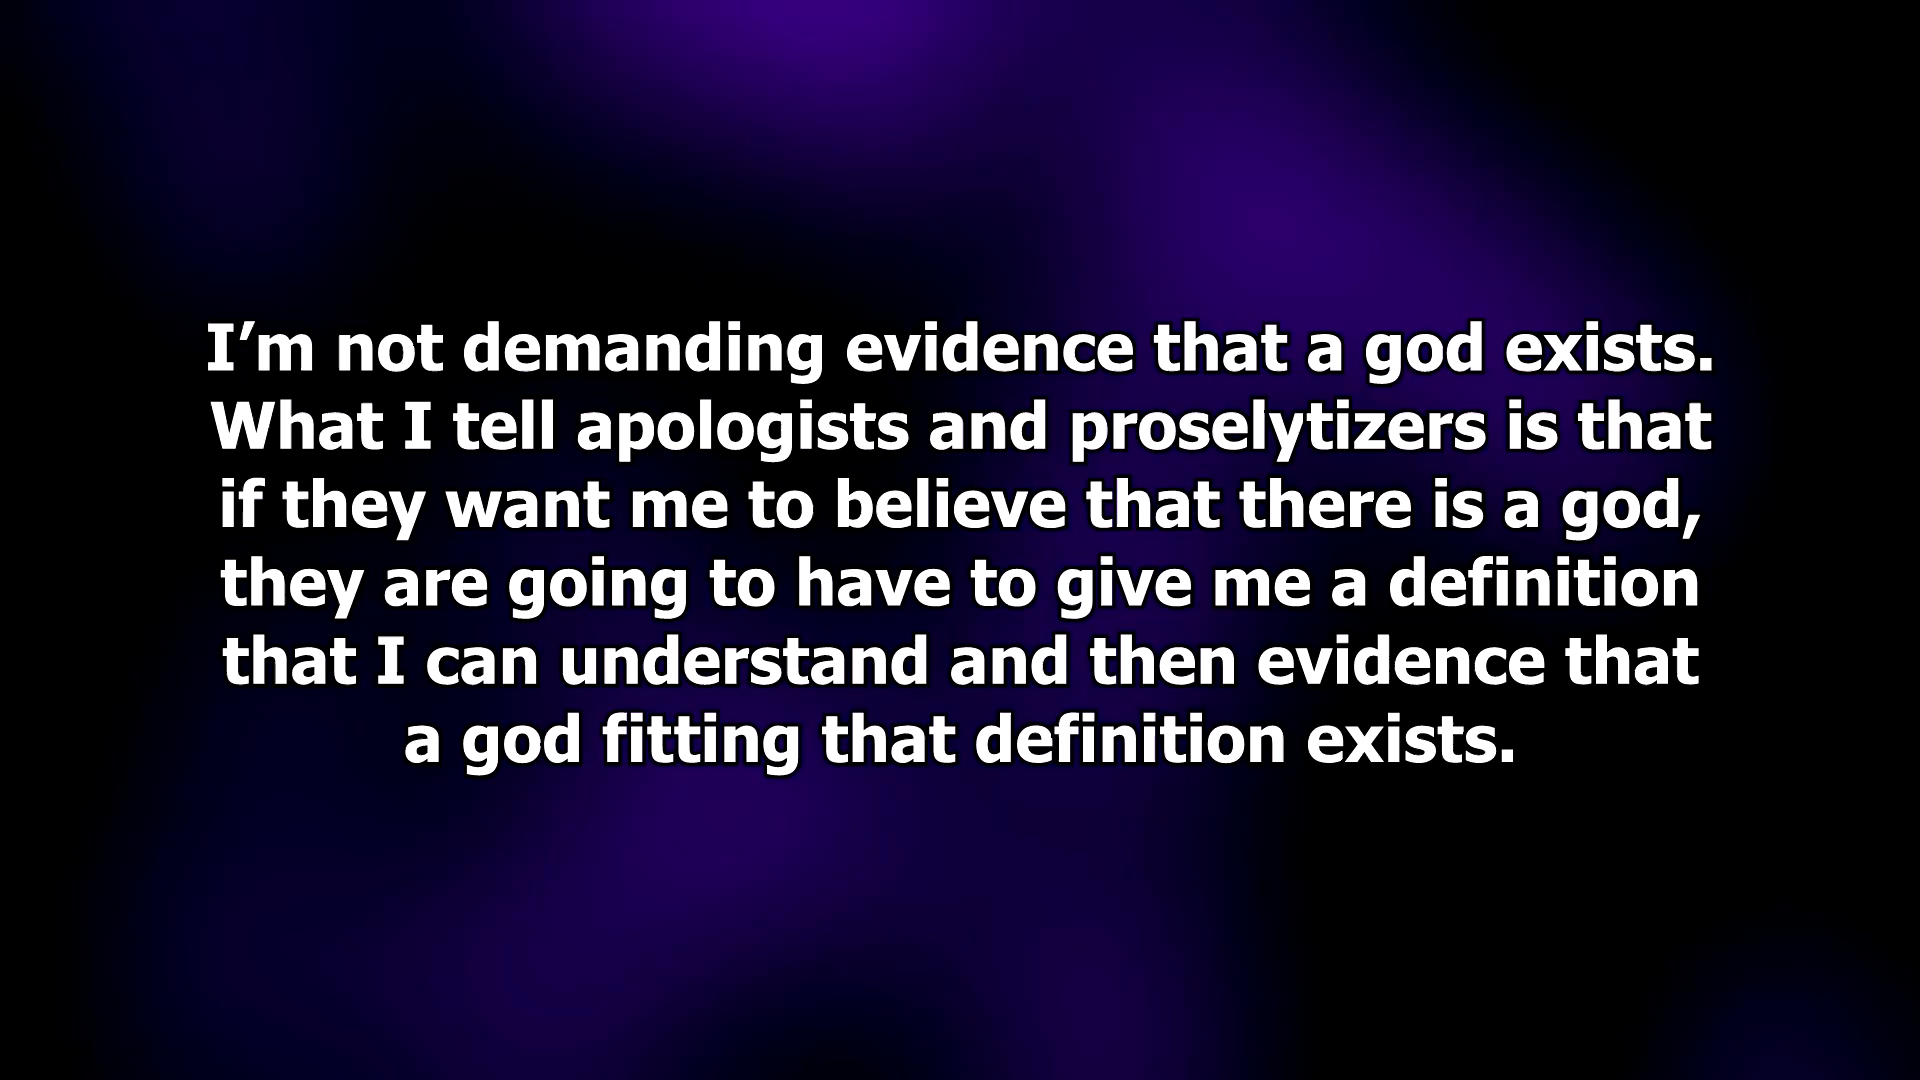 I’m not demanding evidence that a god exists.
What I tell apologists and proselytizers is that
if they want me to believe that there is a god,
they are going to have to give me a definition
that I can understand and then evidence that
a god fitting that definition exists.